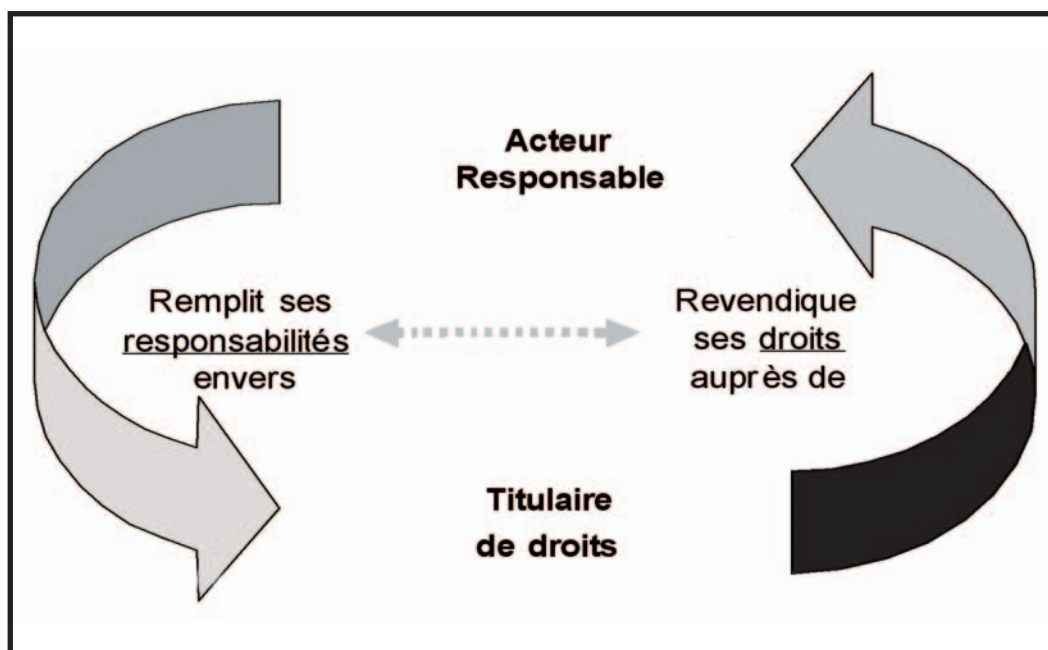 Acteur
Responsable
Remplit ses
responsabilités
envers
Revendique
ses droits
auprès de
Titulaire
de droits